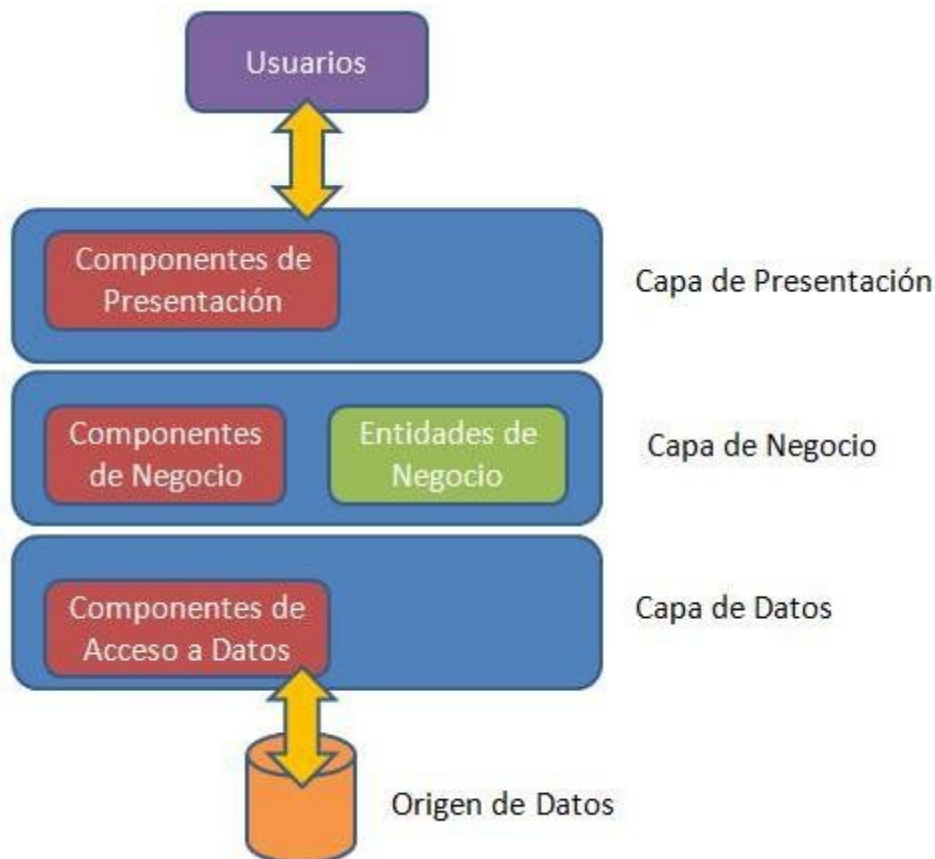 Usuarios
Componentes de
Presentación
Capa de Presentación
Componentes
de Negocio
Entidades de
Negocio
Capa de Negocio
Componentes de
Acceso a Datos
Capa de Datos
Origen de Datos